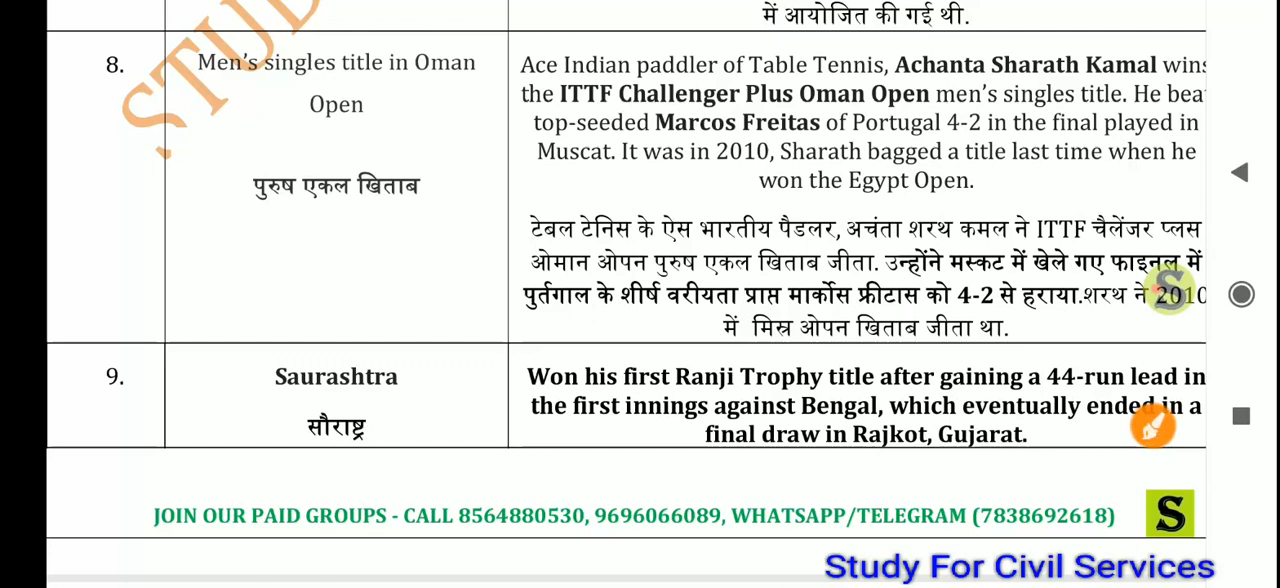 में आयोजित की गई थी.
8.
Men's singles title in Oman
Open
पुरुष एकल खिताब
Ace Indian paddler of Table Tennis, Achanta Sharath Kamal wins
the ITTF Challenger Plus Oman Open men's singles title. He bea
top-seeded Marcos Freitas of Portugal 4-2 in the final played in
Muscat. It was in 2010, Sharath bagged a title last time when he
won the Egypt Open.
टेबल टेनिस के ऐस भारतीय पैडलर, अचंता शरथ कमल ने ITTF चैलेंजर प्लस
ओमान ओपन पुरुष एकल खिताब जीता. उन्होंने मस्कट में खेले गए फाइनल में
पुर्तगाल के शीर्ष वरीयता प्राप्त मार्कोस फ्रीटास को 4-2 से हराया.शरथ ने 2010
में मिस्र ओपन खिताब जीता था.
9.
Saurashtra
सौराष्ट्र
Won his first Ranji Trophy title after gaining a 44-run lead in
the first innings against Bengal, which eventually ended in a
final draw in Rajkot, Gujarat.
JOIN OUR PAID GROUPS - CALL 8564880530, 9696066089, WHATSAPP/TELEGRAM (7838692618)
S
Study For Civil Services
STUD
S